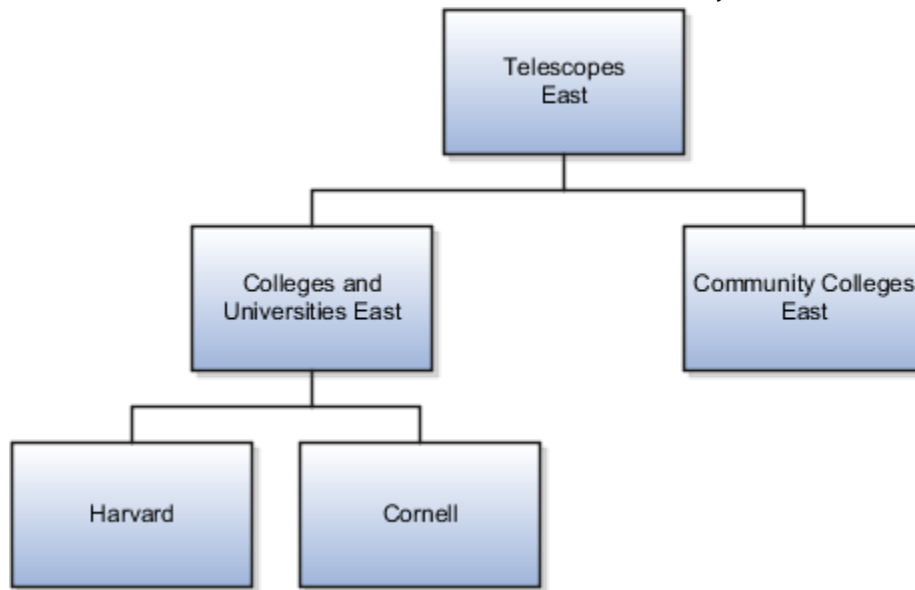 Telescopes
East
Colleges and
Universities East
Community Colleges
East
Harvard
Cornell